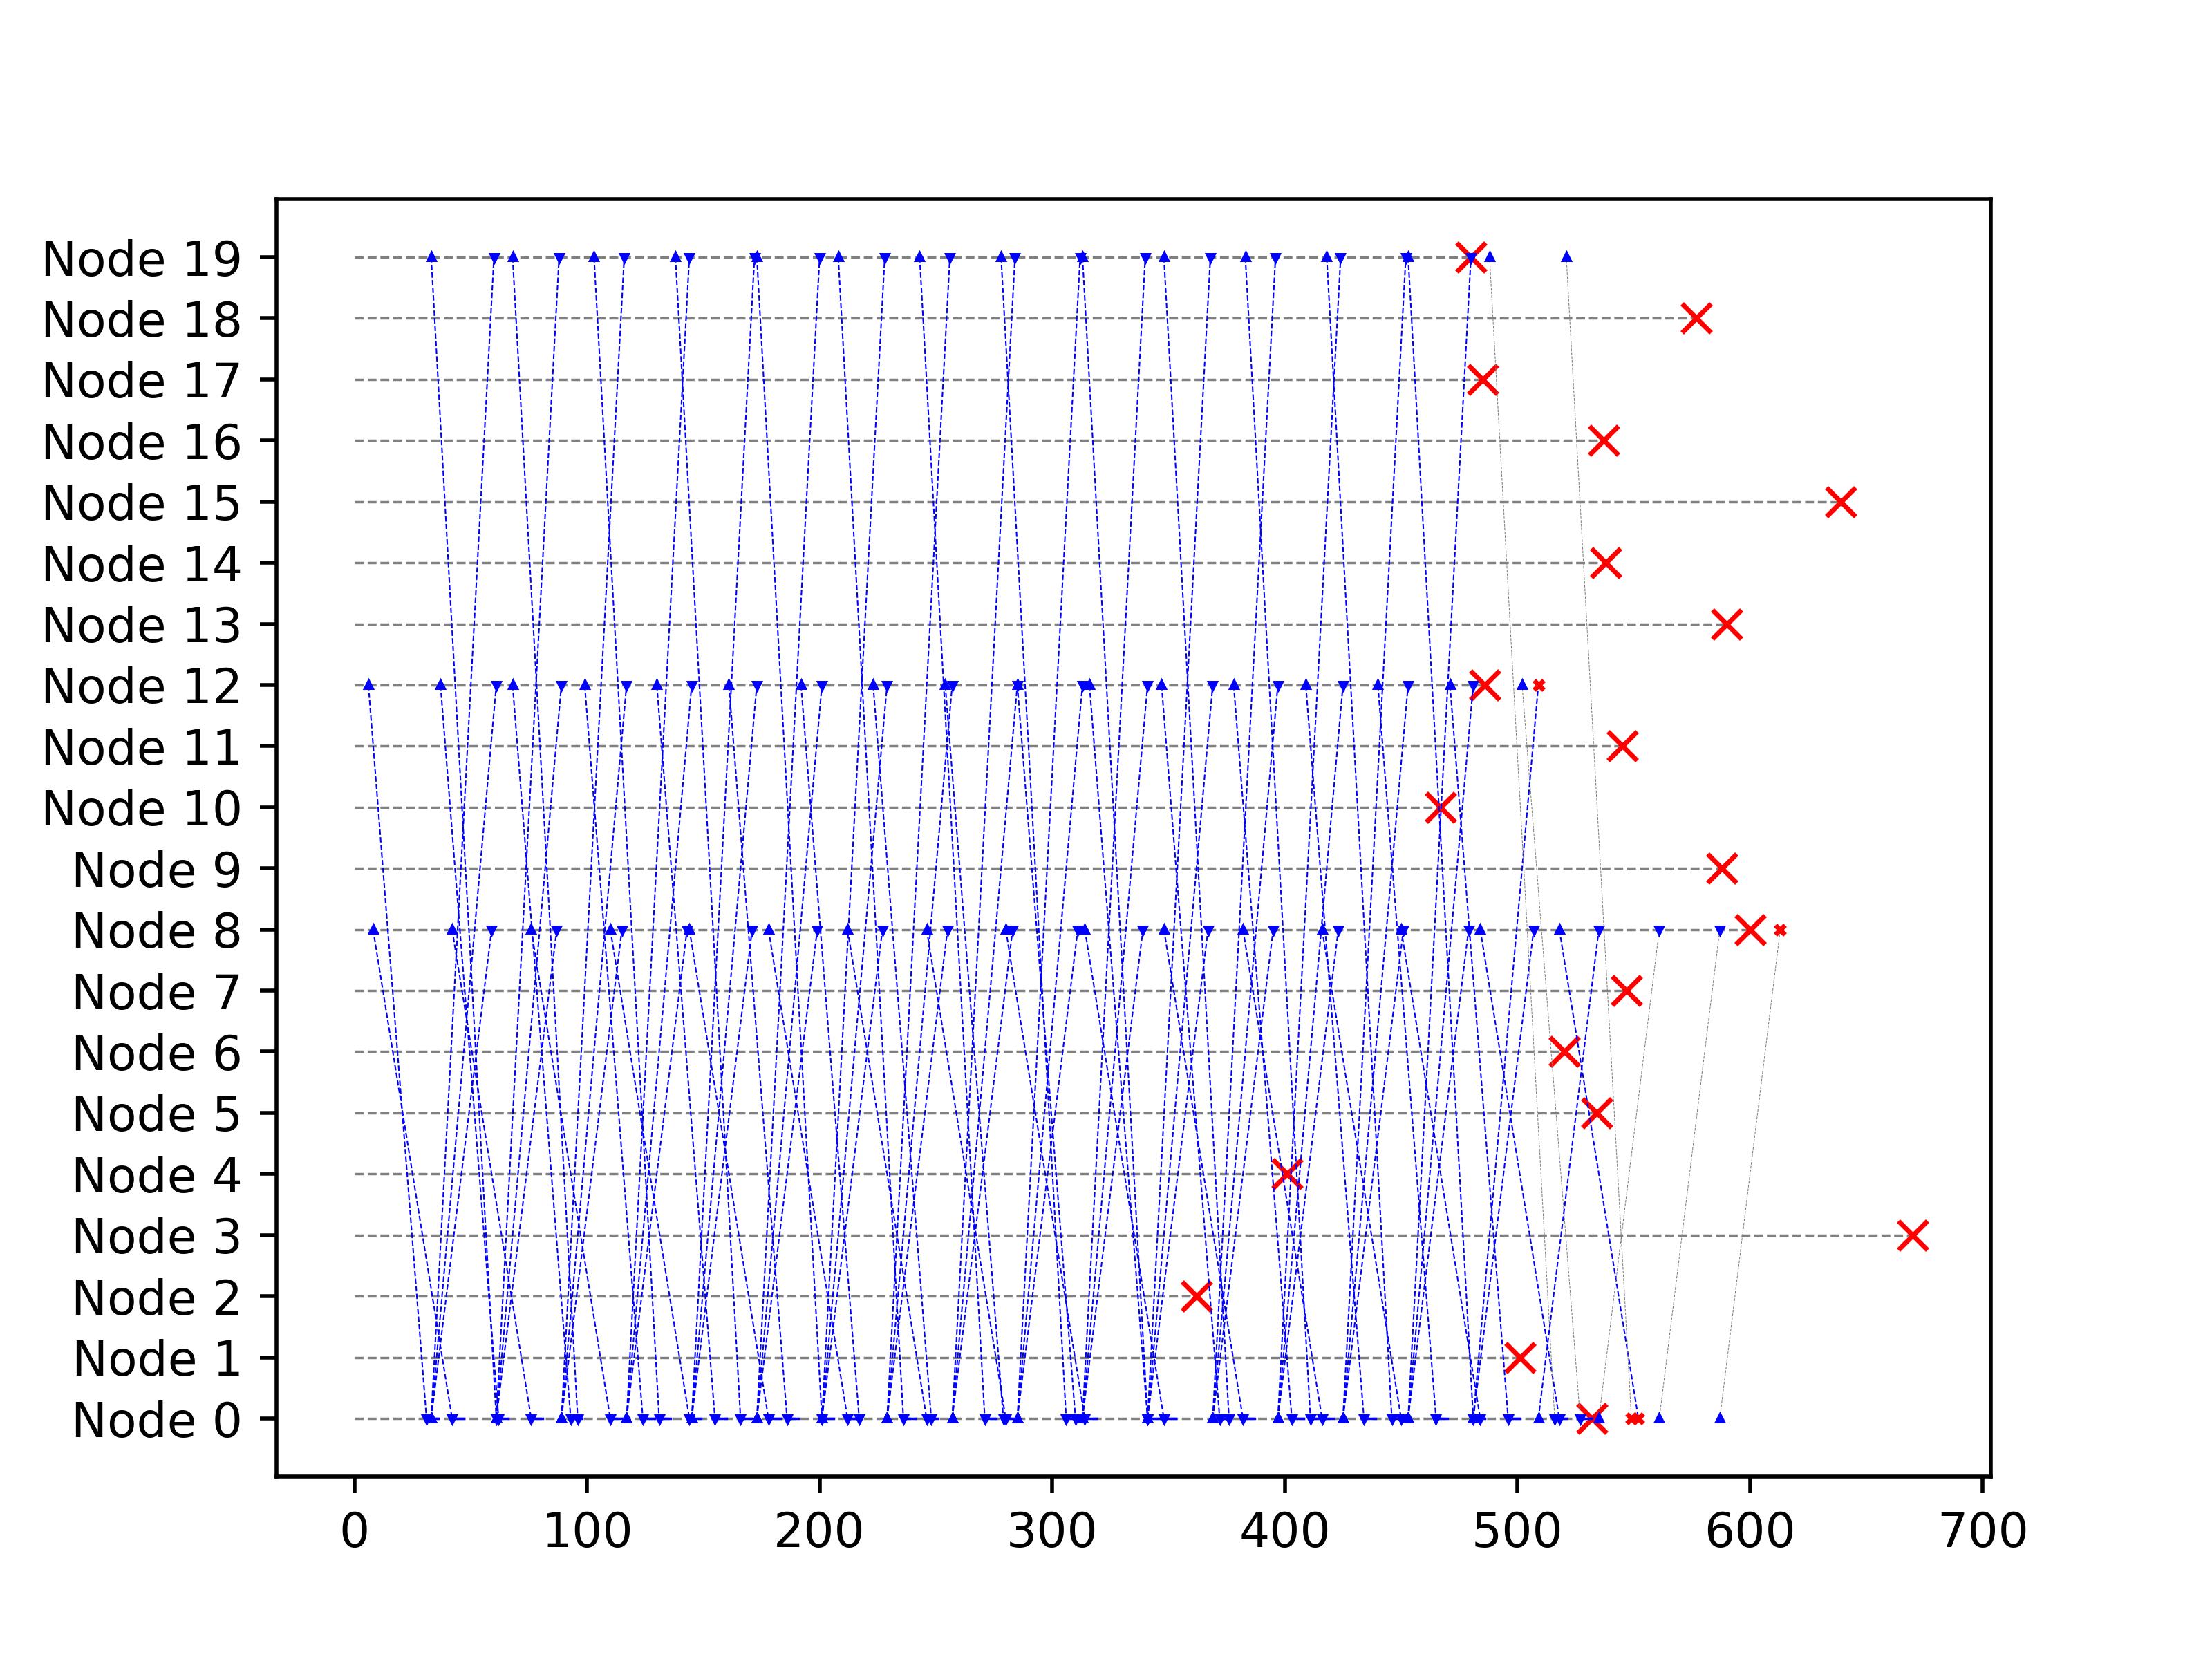 Node 19
Node 18
Node 17
Node 16
Node 15
Node 14
Node 13
Node 12
Node 11
Node 10
Node 9
Node 8
Node 7
Node 6
Node 5
Node 4
Node 3
Node 2
Node 1
Node 0
0 100 200 300 400 500 600 700